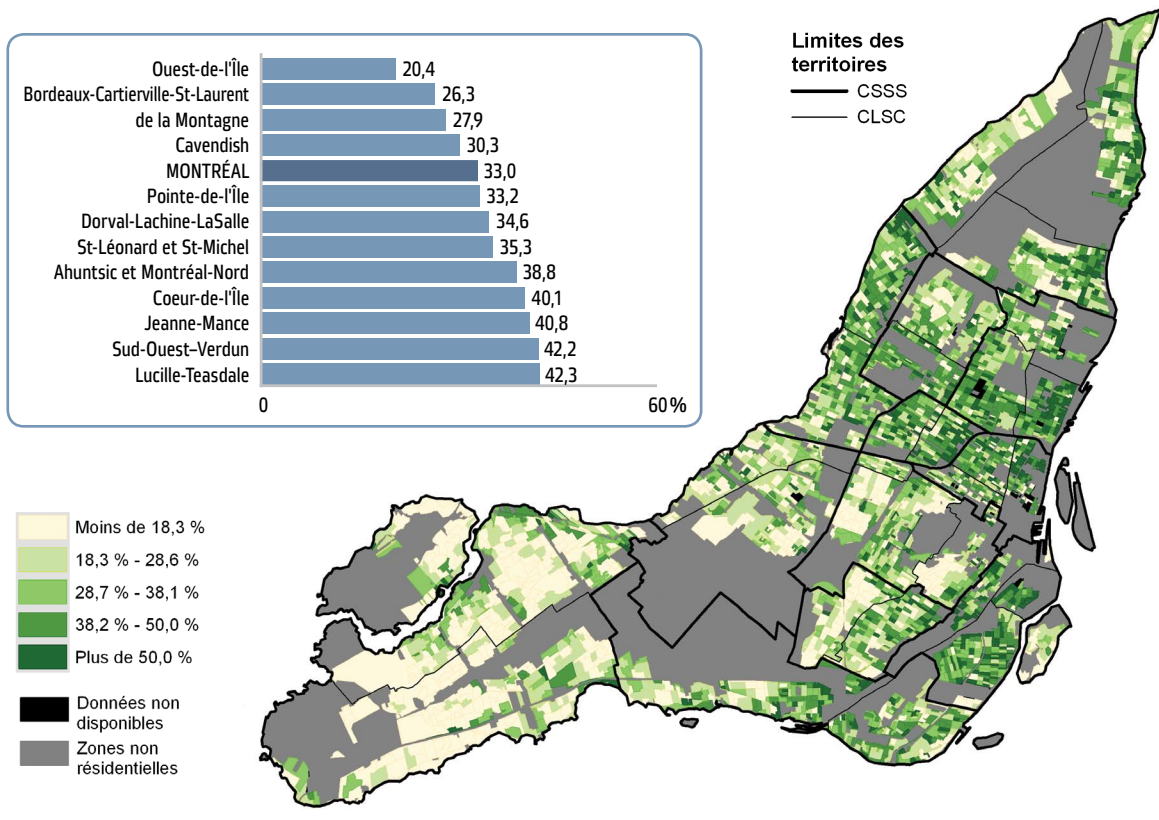 Ouest-de-l'Île 20,4
Bordeaux-Cartierville-St-Laurent 26,3
de la Montagne 27,9
Cavendish 30,3
MONTRÉAL 33,0
Pointe-de-l'Île 33,2
Dorval-Lachine-LaSalle 34,6
St-Léonard et St-Michel 35,3
Ahuntsic et Montréal-Nord 38,8
Coeur-de-l'Île 40,1
Jeanne-Mance 40,8
Sud-Ouest–Verdun 42,2
Lucille-Teasdale 42,3
0 60%
Limites des
territoires
CSSS
CLSC
Moins de 18,3 %
18,3 % - 28,6 %
28,7 % - 38,1 %
38,2 % - 50,0 %
Plus de 50,0 %
Données non
disponibles
Zones non
résidentielles